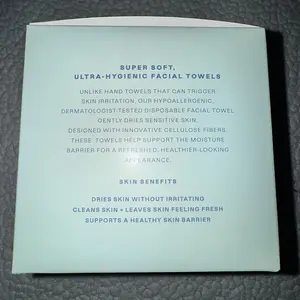 SUPER SOFT,
ULTRA-HYGIENIC FACIAL TOWELS
UNLIKE HAND TOWELS THAT CAN TRIGGER
SKIN IRRITATION, OUR HYPOALLERGENIC,
DERMATOLOGIST-TESTED DISPOSABLE FACIAL TOWEL
GENTLY DRIES SENSITIVE SKIN.
DESIGNED WITH INNOVATIVE CELLULOSE FIBERS,
THESE TOWELS HELP SUPPORT THE MOISTURE
BARRIER FOR A REFRESHED, HEALTHIER-LOOKING
APPEARANCE.
SKIN BENEFITS
DRIES SKIN WITHOUT IRRITATING
CLEANS SKIN + LEAVES SKIN FEELING FRESH
SUPPORTS A HEALTHY SKIN BARRIER